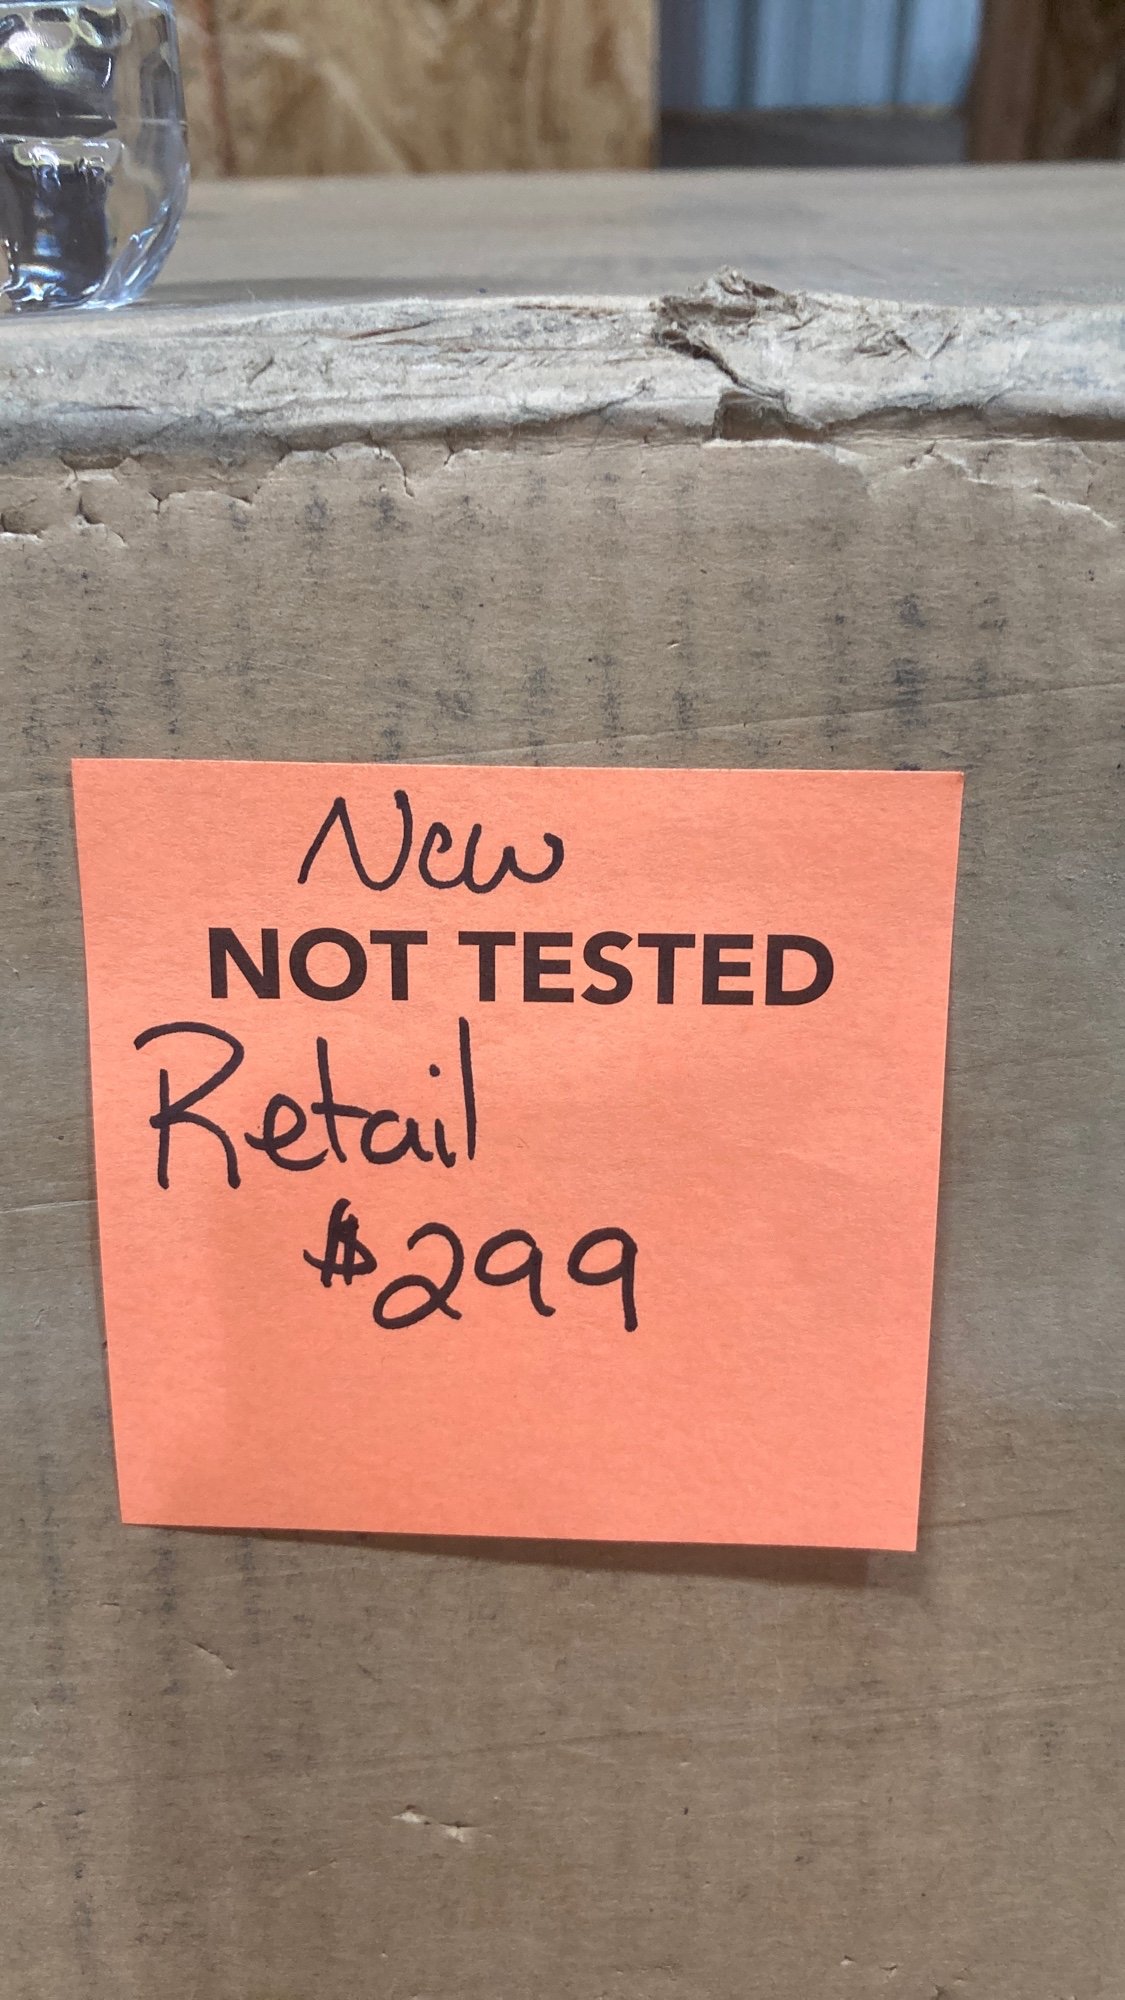 New
NOT TESTED
Retail
$299